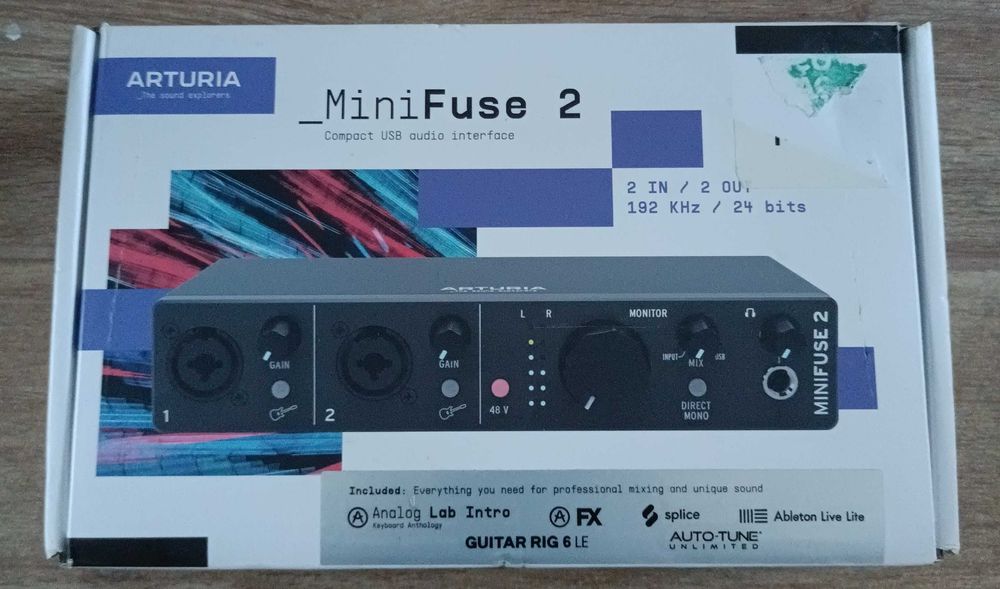 ARTURIA
_The sound explorers
_MiniFuse 2
Compact USB audio interface
2 IN / 2 OUT
192 KHz / 24 bits
ARTURIA
L R MONITOR
GAIN GAIN INPUT MIX USB
1 2 48 V DIRECT
MONO
MINIFUSE 2
Included: Everything you need for professional mixing and unique sound
Analog Lab Intro
Keyboard Anthology
FX
splice
Ableton Live Lite
GUITAR RIG 6 LE
AUTO-TUNE
UNLIMITED